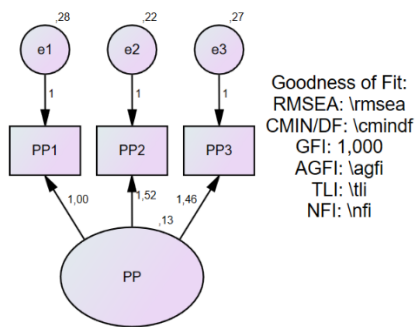 ,28
,22
,27
e1
e2
e3
1
1
1
PP1
PP2
PP3
1,00
1,52
1,46
,13
PP
Goodness of Fit:
RMSEA: \rmsea
CMIN/DF: \cmindf
GFI: 1,000
AGFI: \agfi
TLI: \tli
NFI: \nfi